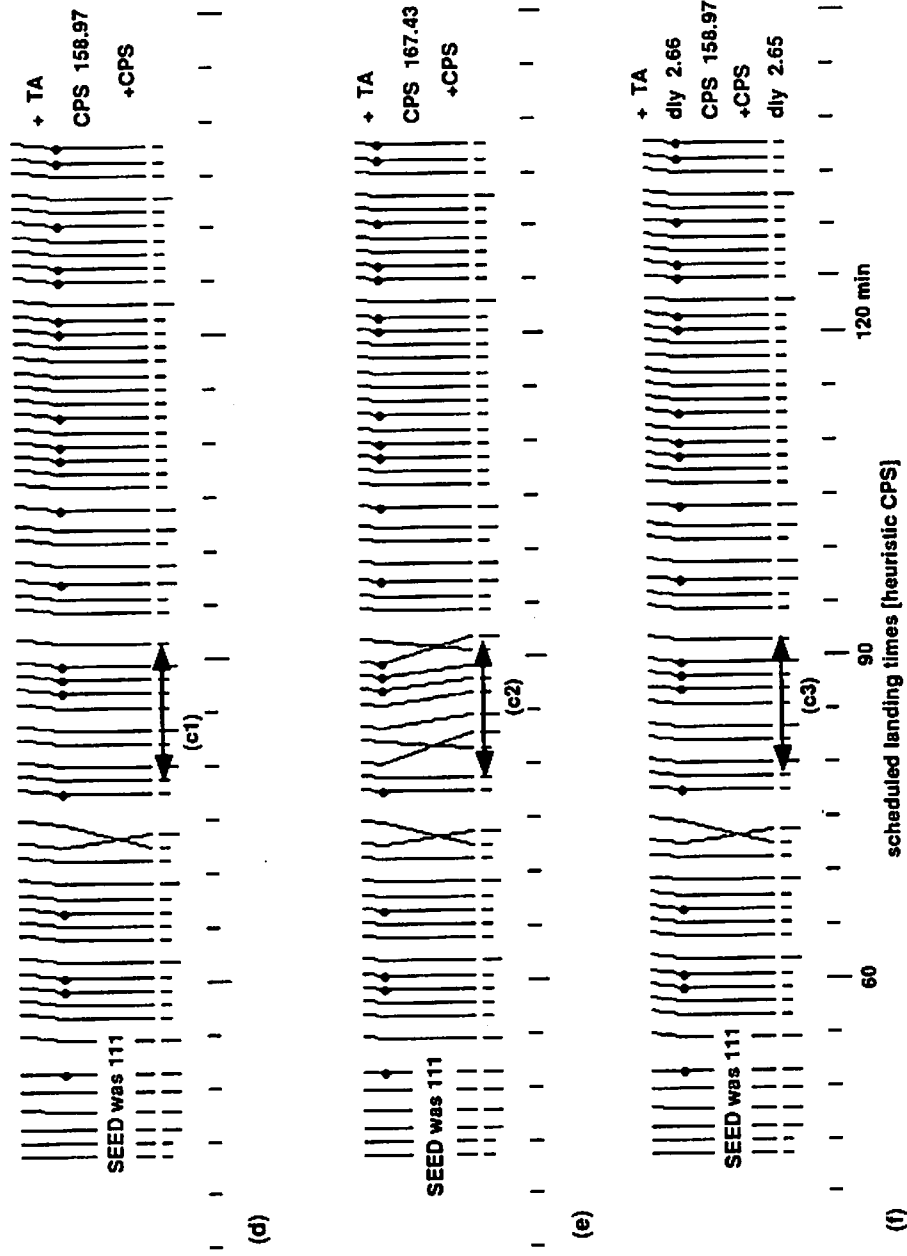 + TA
CPS 158.97
+CPS
(c1)
SEED was 111
(d)
+ TA
CPS 167.43
+CPS
(c2)
SEED was 111
(e)
+ TA
dly 2.66
CPS 158.97
+CPS
dly 2.65
(c3)
SEED was 111
60
90
120 min
scheduled landing times [heuristic CPS]
(f)